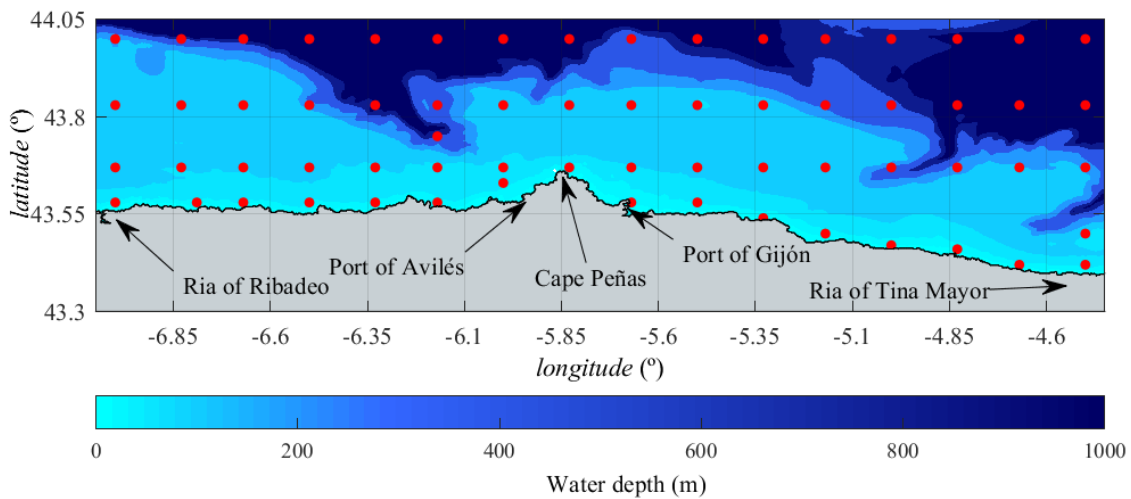 44.05
43.8
43.55
43.3
latitude (º)
Ria of Ribadeo
Port of Avilés
Cape Peñas
Port of Gijón
Ria of Tina Mayor
-6.85 -6.6 -6.35 -6.1 -5.85 -5.6 -5.35 -5.1 -4.85 -4.6
longitude (º)
0 200 400 600 800 1000
Water depth (m)